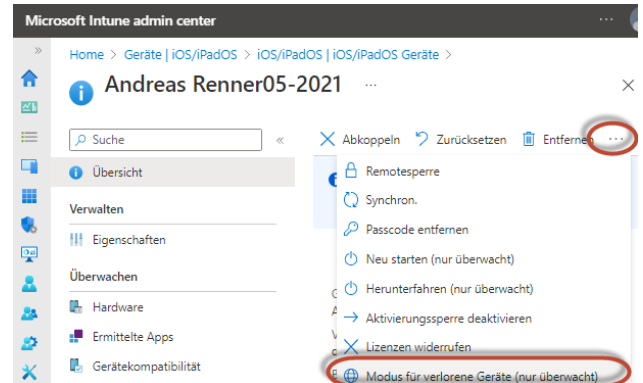 Microsoft Intune admin center
Home > Geräte | iOS/iPadOS > iOS/iPadOS | iOS/iPadOS Geräte >
Andreas Renner05-2021
Suche
Abkoppeln Zurücksetzen Entfernen
Übersicht
Remotesperre
Synchron.
Verwalten
Passcode entfernen
Eigenschaften
Neu starten (nur überwacht)
Überwachen
Herunterfahren (nur überwacht)
Hardware
Aktivierungssperre deaktivieren
Ermittelte Apps
Lizenzen widerrufen
Gerätekompatibilität
Modus für verlorene Geräte (nur überwacht)